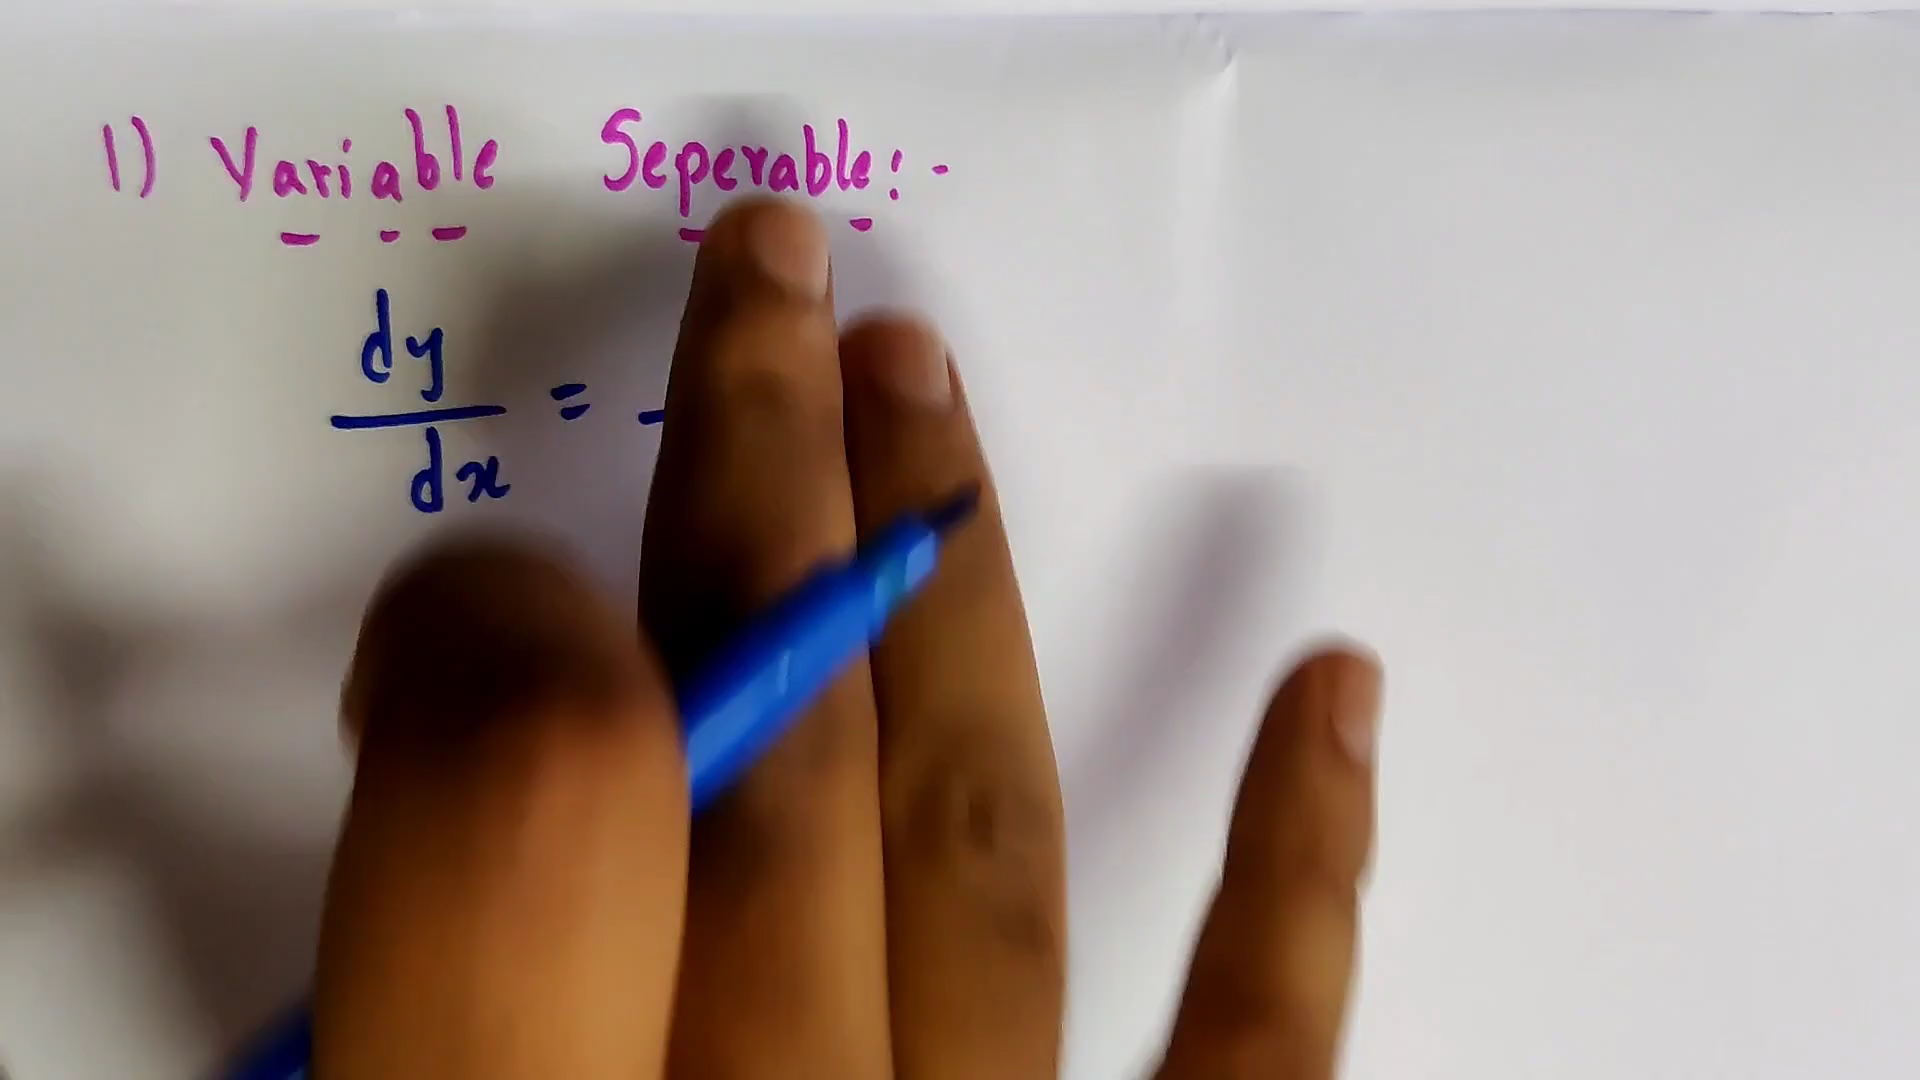 1) Variable Seperable:-
dy
=
dx